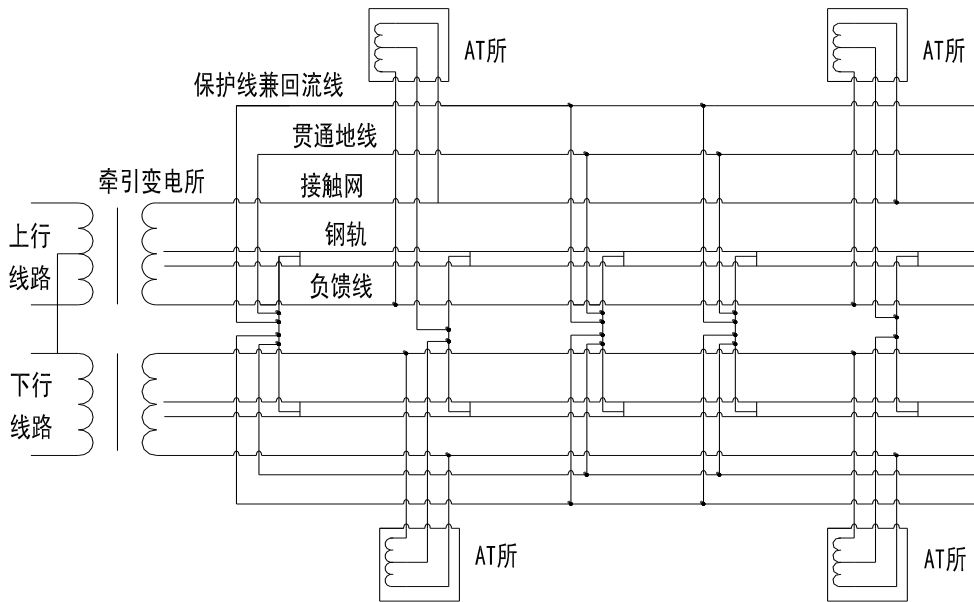 AT所
AT所
保护线兼回流线
贯通地线
牵引变电所
接触网
上行
线路
钢轨
负馈线
下行
线路
AT所
AT所